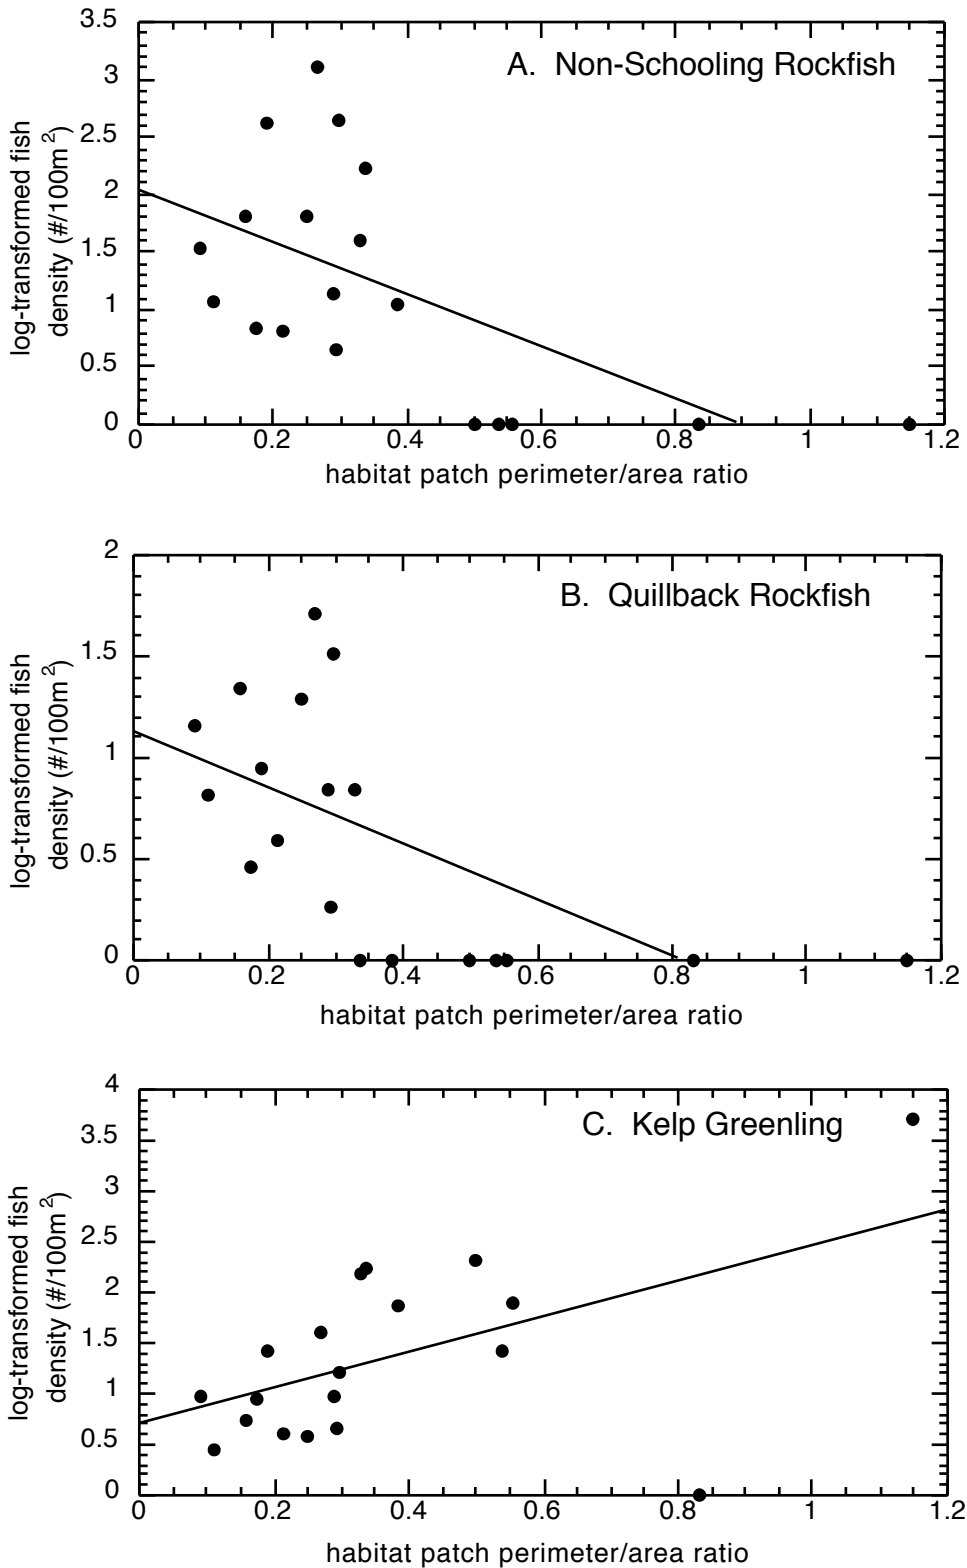 3.5
A. Non-Schooling Rockfish
3
2.5
2
1.5
1
0.5
0
log-transformed fish
density (#/100m²)
0 0.2 0.4 0.6 0.8 1 1.2
habitat patch perimeter/area ratio
2
B. Quillback Rockfish
1.5
1
0.5
0
log-transformed fish
density (#/100m²)
0 0.2 0.4 0.6 0.8 1 1.2
habitat patch perimeter/area ratio
4
C. Kelp Greenling
3.5
3
2.5
2
1.5
1
0.5
0
log-transformed fish
density (#/100m²)
0 0.2 0.4 0.6 0.8 1 1.2
habitat patch perimeter/area ratio